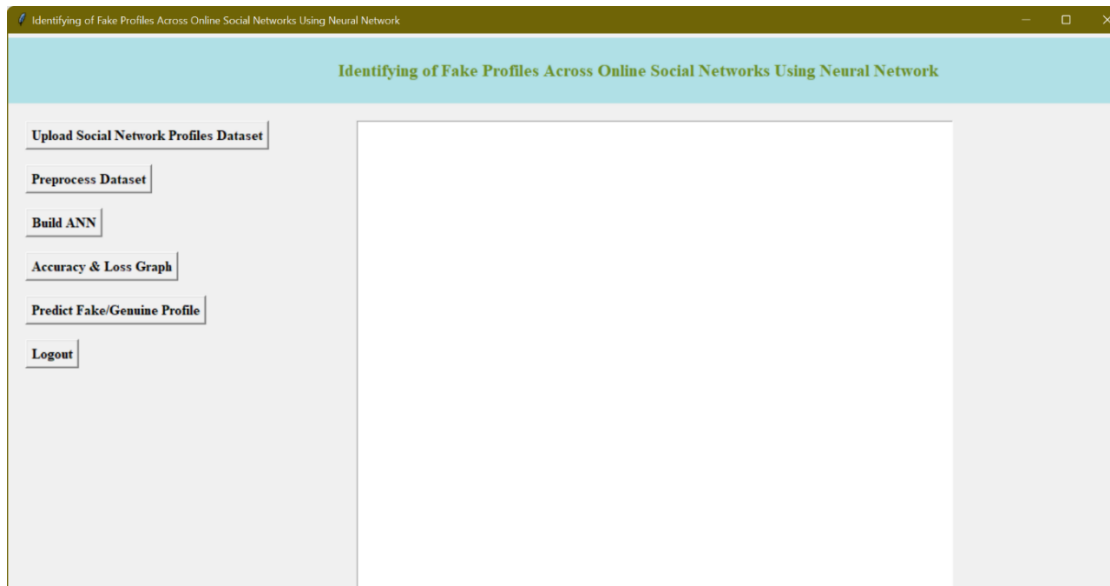 Identifying of Fake Profiles Across Online Social Networks Using Neural Network
Identifying of Fake Profiles Across Online Social Networks Using Neural Network
Upload Social Network Profiles Dataset
Preprocess Dataset
Build ANN
Accuracy & Loss Graph
Predict Fake/Genuine Profile
Logout